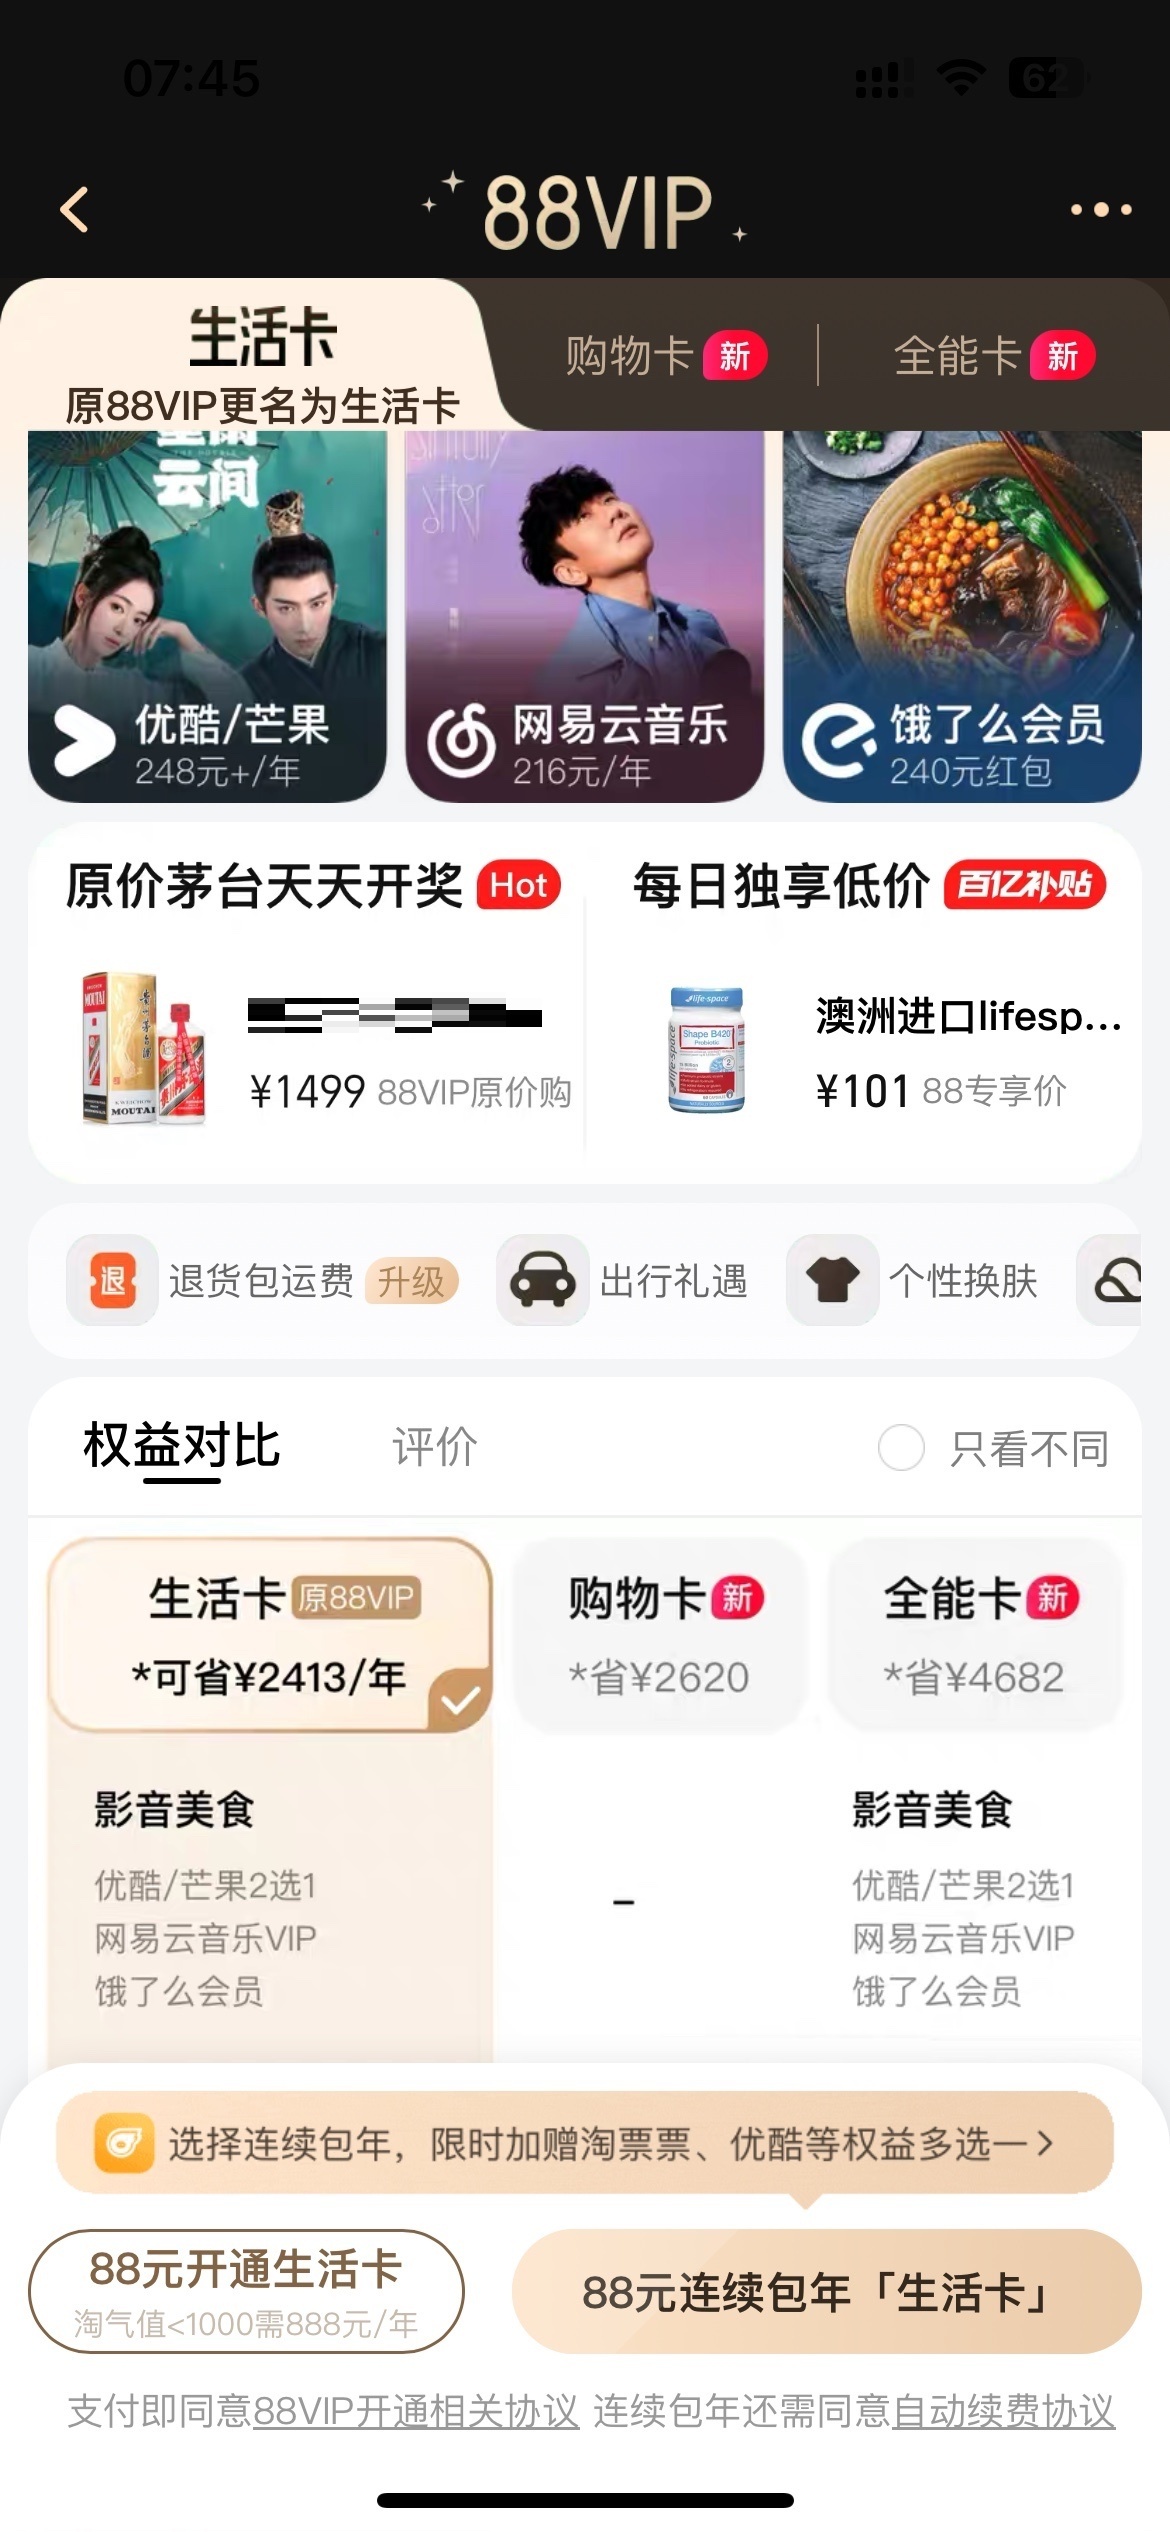 07:45
62
88VIP
生活卡
原88VIP更名为生活卡
购物卡 新
全能卡 新
云间
优酷/芒果
248元+/年
网易云音乐
216元/年
饿了么会员
240元红包
原价茅台天天开奖 Hot
¥1499 88VIP原价购
MOUTAI
MOUTAI
每日独享低价 百亿补贴
life-space
Shape B420
Probiotic
澳洲进口lifesp...
¥101 88专享价
退 退货包运费 升级
出行礼遇
个性换肤
权益对比
评价
只看不同
生活卡 原88VIP
*可省¥2413/年
购物卡 新
*省¥2620
全能卡 新
*省¥4682
影音美食
优酷/芒果2选1
网易云音乐VIP
饿了么会员
–
影音美食
优酷/芒果2选1
网易云音乐VIP
饿了么会员
选择连续包年，限时加赠淘票票、优酷等权益多选一 >
88元开通生活卡
淘气值<1000需888元/年
88元连续包年「生活卡」
支付即同意88VIP开通相关协议 连续包年还需同意自动续费协议